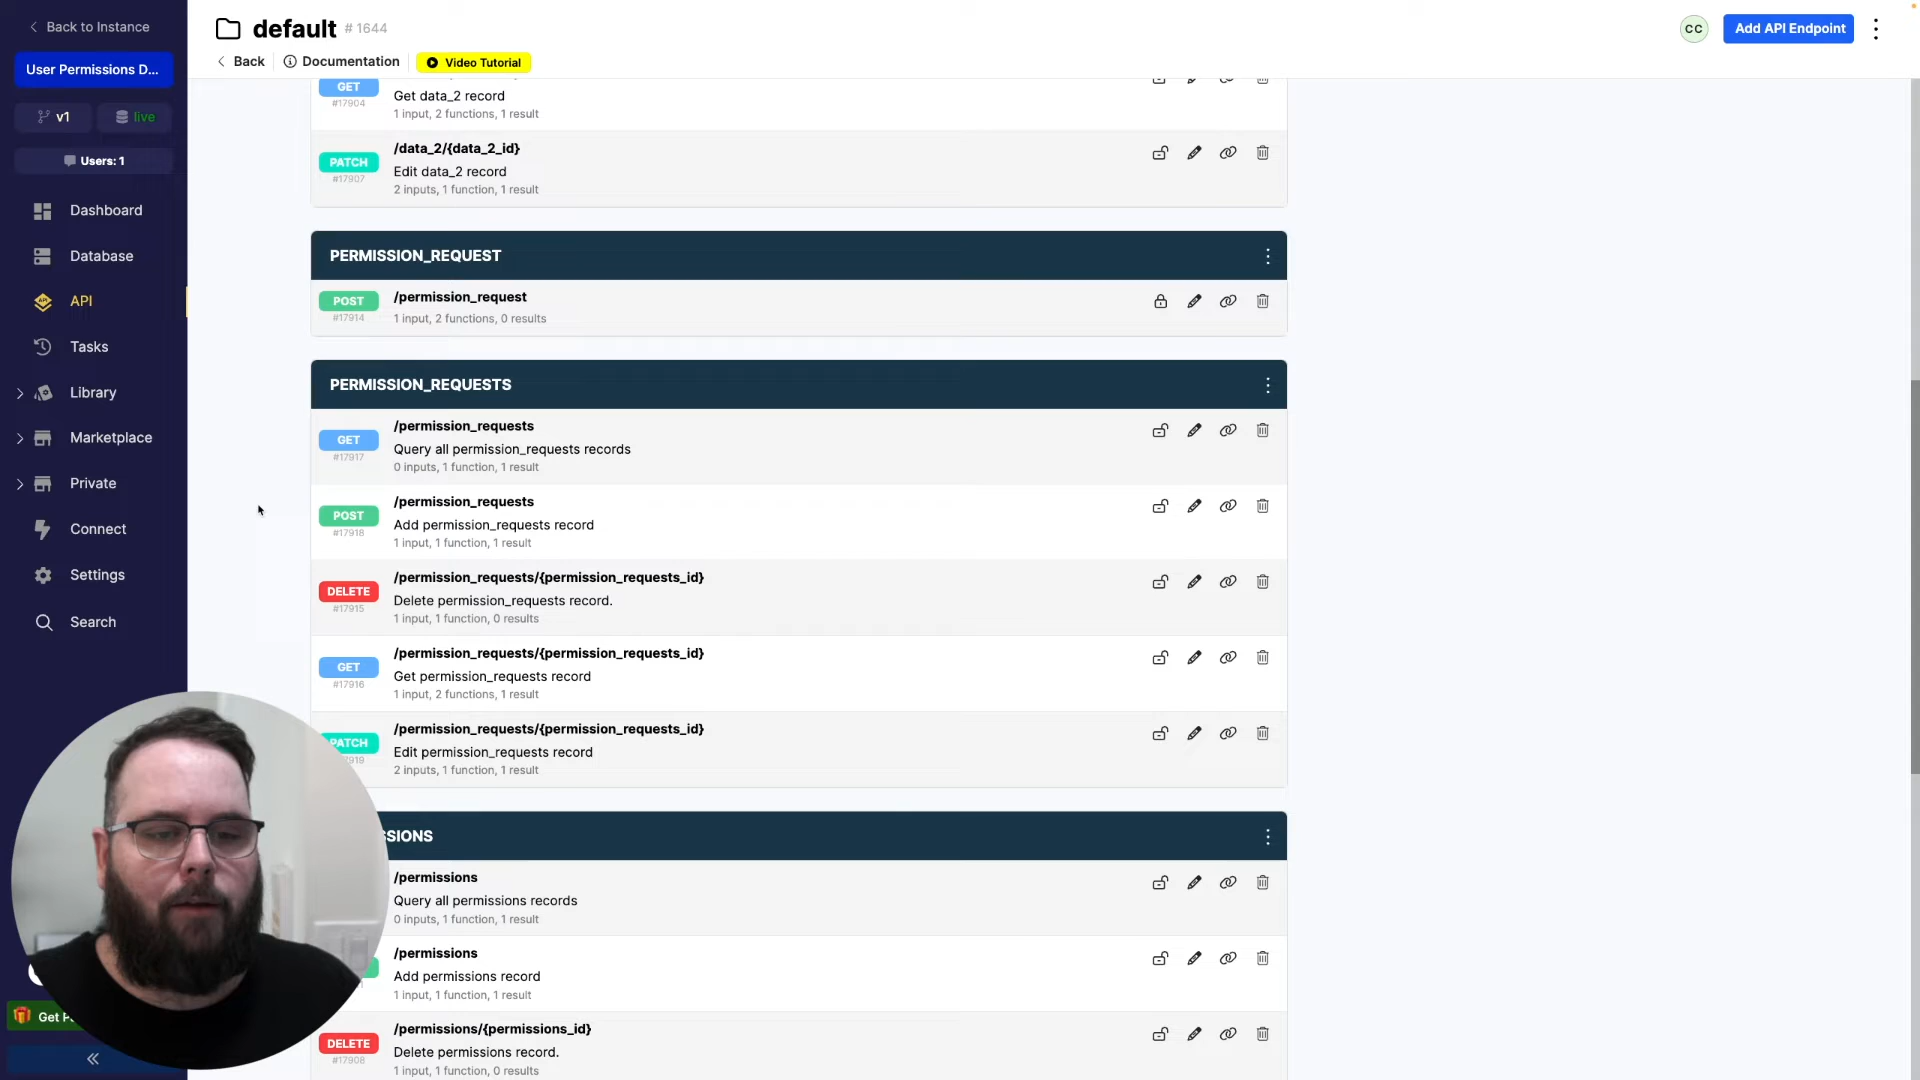 Back to Instance
User Permissions D...
v1
live
Users: 1
Dashboard
Database
API
Tasks
Library
Marketplace
Private
Connect
Settings
Search
default # 1644
Back
Documentation
Video Tutorial
CC
Add API Endpoint
GET
#17904
Get data_2 record
1 input, 2 functions, 1 result
PATCH
#17907
/data_2/{data_2_id}
Edit data_2 record
2 inputs, 1 function, 1 result
PERMISSION_REQUEST
POST
#17914
/permission_request
1 input, 2 functions, 0 results
PERMISSION_REQUESTS
GET
#17917
/permission_requests
Query all permission_requests records
0 inputs, 1 function, 1 result
POST
#17918
/permission_requests
Add permission_requests record
1 input, 1 function, 1 result
DELETE
#17915
/permission_requests/{permission_requests_id}
Delete permission_requests record.
1 input, 1 function, 0 results
GET
#17916
/permission_requests/{permission_requests_id}
Get permission_requests record
1 input, 2 functions, 1 result
PATCH
/permission_requests/{permission_requests_id}
Edit permission_requests record
2 inputs, 1 function, 1 result
SIONS
/permissions
Query all permissions records
0 inputs, 1 function, 1 result
/permissions
Add permissions record
1 input, 1 function, 1 result
DELETE
#17908
/permissions/{permissions_id}
Delete permissions record.
1 input, 1 function, 0 results
Get